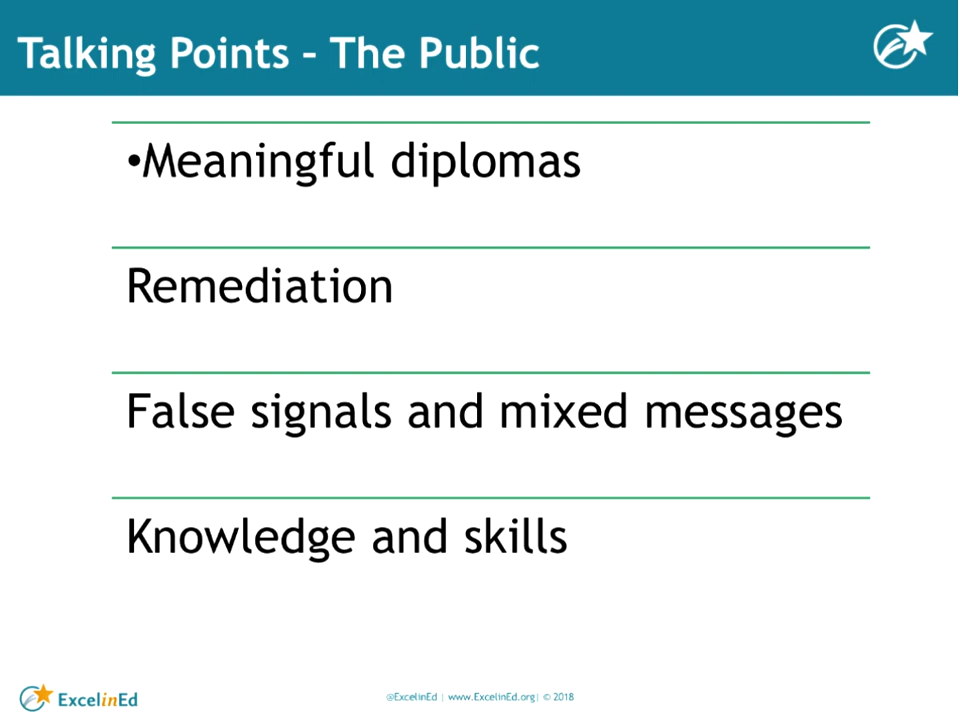 Talking Points – The Public
•Meaningful diplomas
Remediation
False signals and mixed messages
Knowledge and skills
ExcelinEd
@ExcelinEd | www.ExcelinEd.org| © 2018